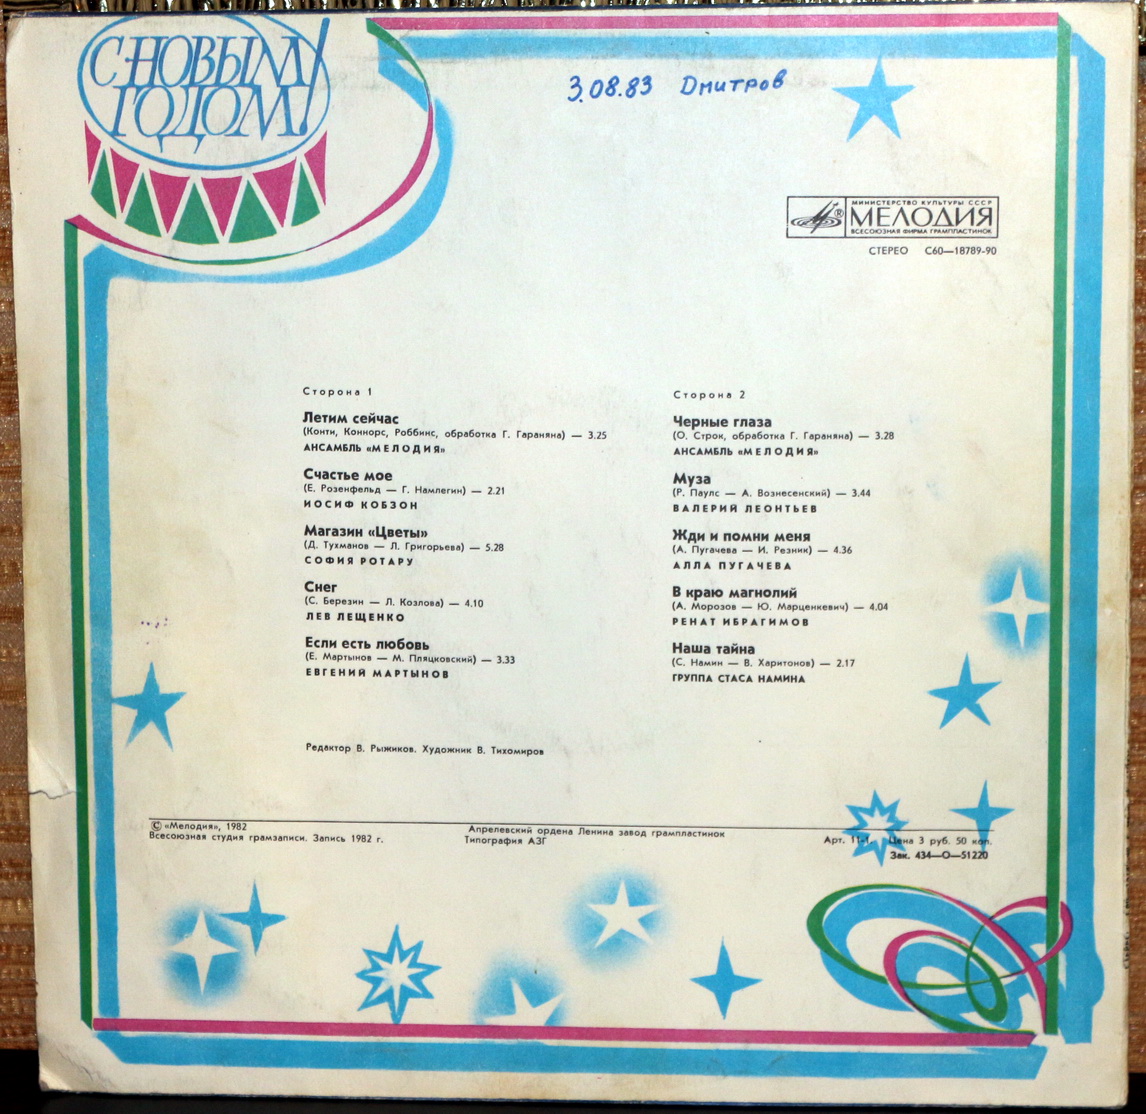 С НОВЫМ
ГОДОМ!
3.08.83 Дмитров
МИНИСТЕРСТВО КУЛЬТУРЫ СССР
МЕЛОДИЯ
ВСЕСОЮЗНАЯ ФИРМА ГРАМПЛАСТИНОК
СТЕРЕО С60—18789-90
Сторона 1
Летим сейчас
(Конти, Коннорс, Роббинс, обработка Г. Гараняна) — 3.25
АНСАМБЛЬ «МЕЛОДИЯ»
Счастье мое
(Е. Розенфельд — Г. Намлегин) — 2.21
ИОСИФ КОБЗОН
Магазин «Цветы»
(Д. Тухманов — Л. Григорьева) — 5.28
СОФИЯ РОТАРУ
Снег
(С. Березин — Л. Козлова) — 4.10
ЛЕВ ЛЕЩЕНКО
Если есть любовь
(Е. Мартынов — М. Пляцковский) — 3.33
ЕВГЕНИЙ МАРТЫНОВ
Сторона 2
Черные глаза
(О. Строк, обработка Г. Гараняна) — 3.28
АНСАМБЛЬ «МЕЛОДИЯ»
Муза
(Р. Паулс — А. Вознесенский) — 3.44
ВАЛЕРИЙ ЛЕОНТЬЕВ
Жди и помни меня
(А. Пугачева — И. Резник) — 4.36
АЛЛА ПУГАЧЕВА
В краю магнолий
(А. Морозов — Ю. Марценкевич) — 4.04
РЕНАТ ИБРАГИМОВ
Наша тайна
(С. Намин — В. Харитонов) — 2.17
ГРУППА СТАСА НАМИНА
Редактор В. Рыжиков. Художник В. Тихомиров
© «Мелодия», 1982
Всесоюзная студия грамзаписи. Запись 1982 г.
Апрелевский ордена Ленина завод грампластинок
Типография АЗГ
Арт. 11-1. Цена 3 руб. 50 коп.
Зак. 434—О—51220